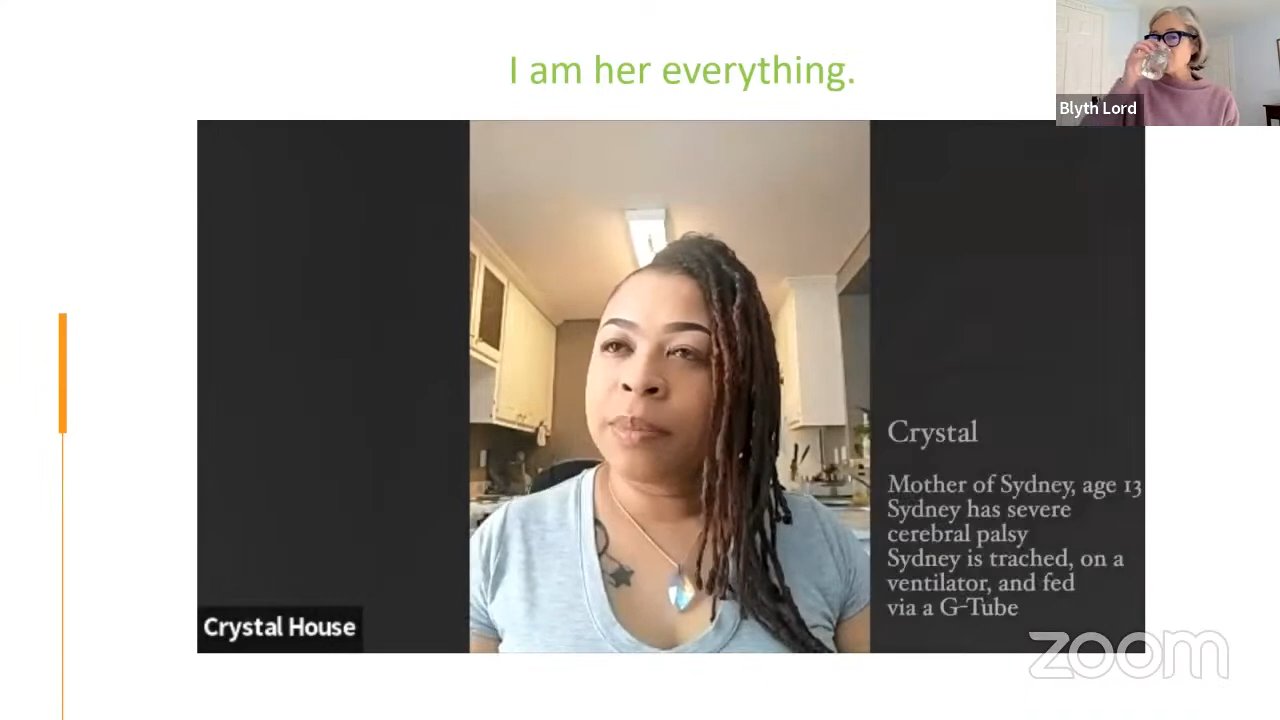 I am her everything.
Blyth Lord
Crystal
Mother of Sydney, age 13
Sydney has severe
cerebral palsy
Sydney is trached, on a
ventilator, and fed
via a G-Tube
Crystal House
zoom